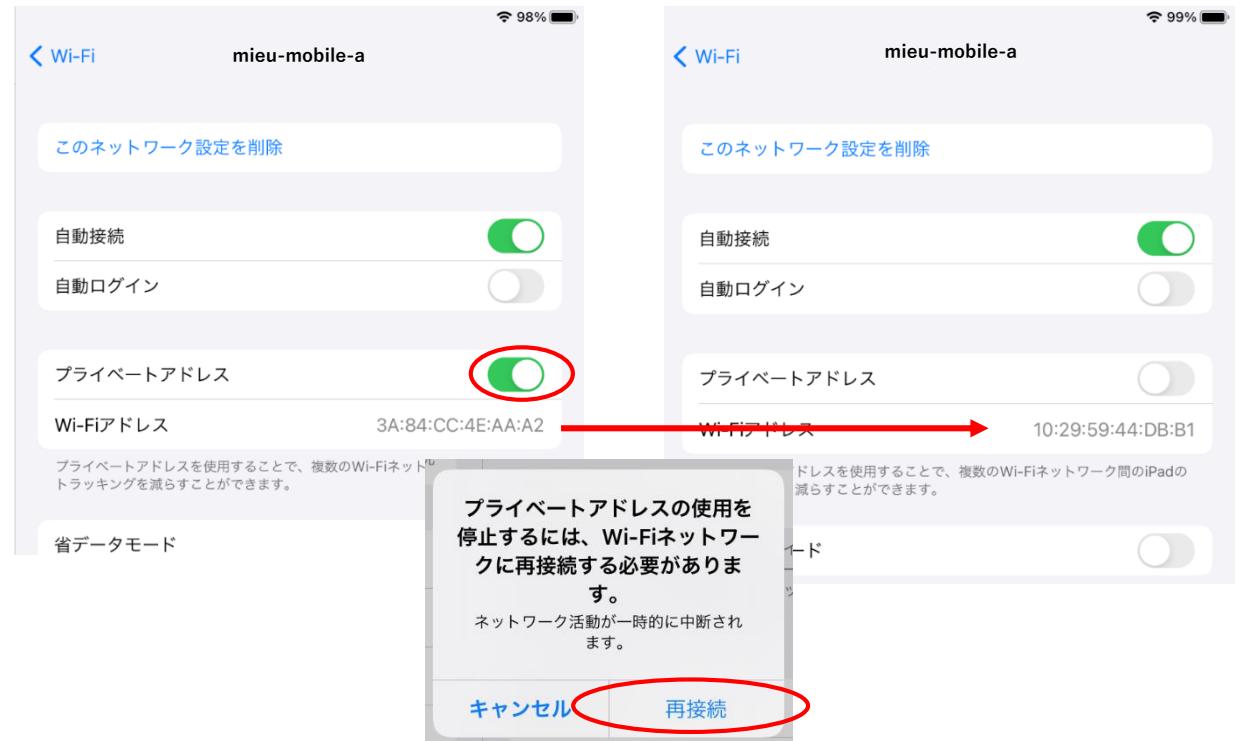 98%
Wi-Fi
mieu-mobile-a
このネットワーク設定を削除
自動接続
自動ログイン
プライベートアドレス
Wi-Fiアドレス 3A:84:CC:4E:AA:A2
プライベートアドレスを使用することで、複数のWi-Fiネット
トラッキングを減らすことができます。
省データモード
99%
Wi-Fi
mieu-mobile-a
このネットワーク設定を削除
自動接続
自動ログイン
プライベートアドレス
Wi-Fiアドレス 10:29:59:44:DB:B1
ドレスを使用することで、複数のWi-Fiネットワーク間のiPadの
減らすことができます。
ード
プライベートアドレスの使用を
停止するには、Wi-Fiネットワー
クに再接続する必要がありま
す。
ネットワーク活動が一時的に中断され
ます。
キャンセル 再接続